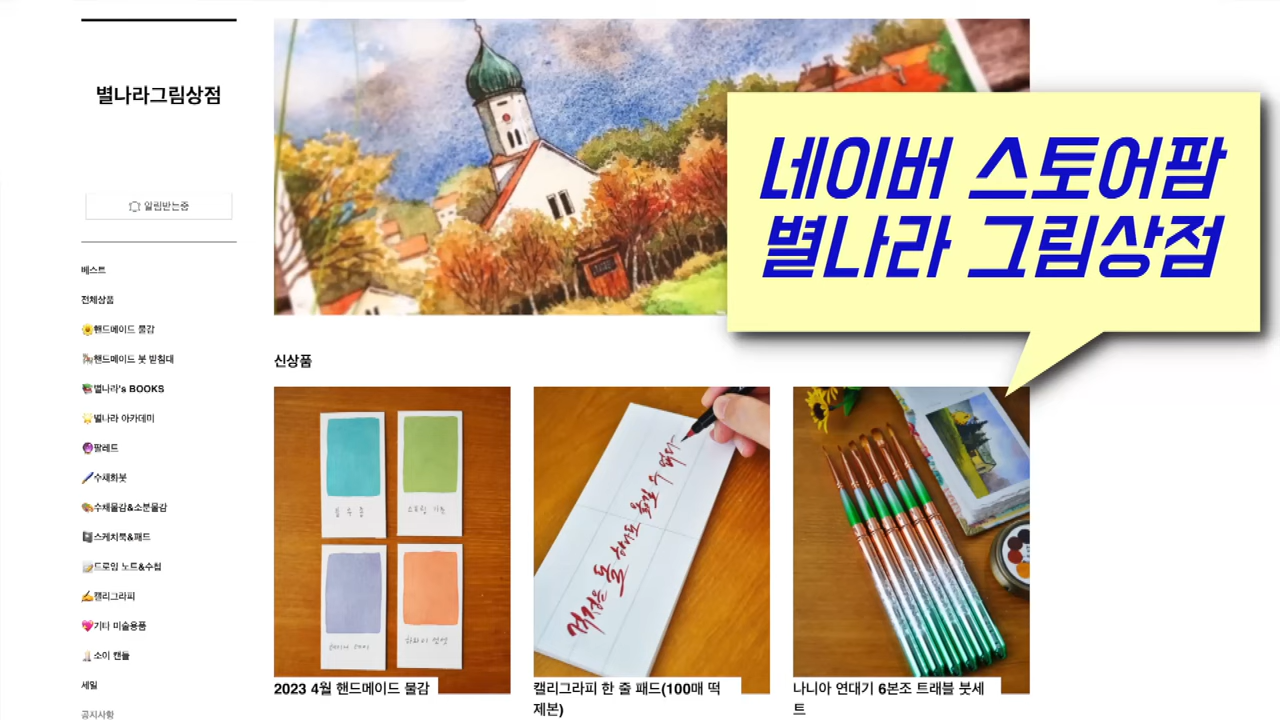 별나라그림상점
알림받는중
베스트
전체상품
핸드메이드 물감
핸드메이드 붓 받침대
별나라's BOOKS
별나라 아카데미
팔레트
수채화붓
수채물감&소분물감
스케치북&패드
드로잉 노트&수첩
캘리그라피
기타 미술용품
소이 캔들
세일
공지사항
네이버 스토어팜
별나라 그림상점
신상품
2023 4월 핸드메이드 물감
캘리그라피 한 줄 패드(100매 떡
제본)
나니아 연대기 6본조 트래블 붓세
트